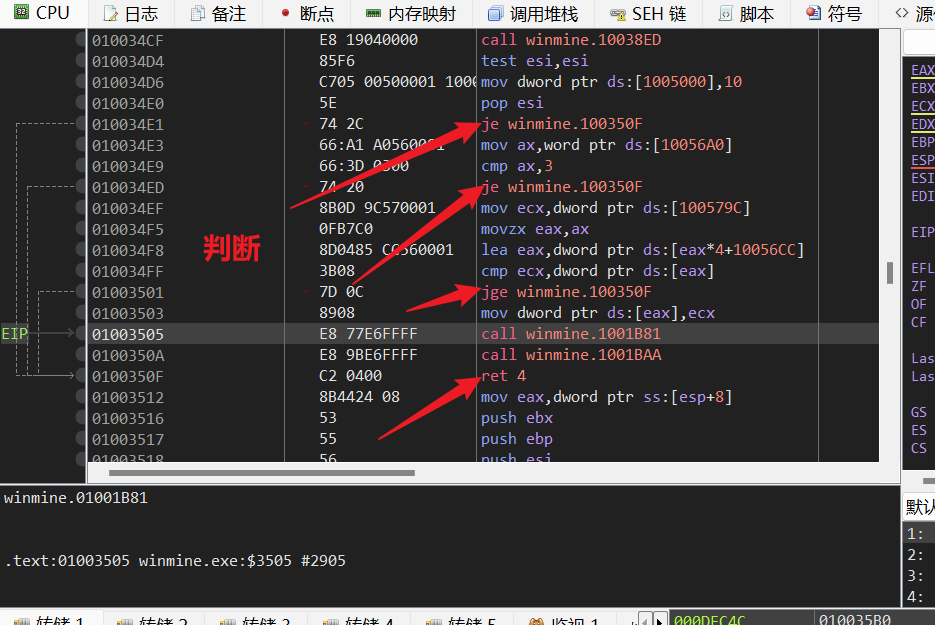 CPU 日志 备注 断点 内存映射 调用堆栈 SEH 链 脚本 符号 <> 源
010034CF E8 19040000 call winmine.10038ED
010034D4 85F6 test esi,esi
010034D6 C705 00500001 1000 mov dword ptr ds:[1005000],10
010034E0 5E pop esi
010034E1 74 2C je winmine.100350F
010034E3 66:A1 A0560001 mov ax,word ptr ds:[10056A0]
010034E9 66:3D 0300 cmp ax,3
010034ED 74 20 je winmine.100350F
010034EF 8B0D 9C570001 mov ecx,dword ptr ds:[100579C]
010034F5 0FB7C0 movzx eax,ax
010034F8 8D0485 CC560001 lea eax,dword ptr ds:[eax*4+10056CC]
010034FF 3B08 cmp ecx,dword ptr ds:[eax]
01003501 7D 0C jge winmine.100350F
01003503 8908 mov dword ptr ds:[eax],ecx
EIP 01003505 E8 77E6FFFF call winmine.1001B81
0100350A E8 9BE6FFFF call winmine.1001BAA
0100350F C2 0400 ret 4
01003512 8B4424 08 mov eax,dword ptr ss:[esp+8]
01003516 53 push ebx
01003517 55 push ebp
01003518 56 push esi
判断
EAX
EBX
ECX
EDX
EBP
ESP
ESI
EDI
EIP
EFL
ZF
OF
CF
Las
Las
GS
ES
CS
winmine.01001B81
.text:01003505 winmine.exe:$3505 #2905
默认
1:
2:
3:
4:
转储 1 转储 2 转储 3 转储 4 转储 5 监视 1
000DFC4C 010035B0